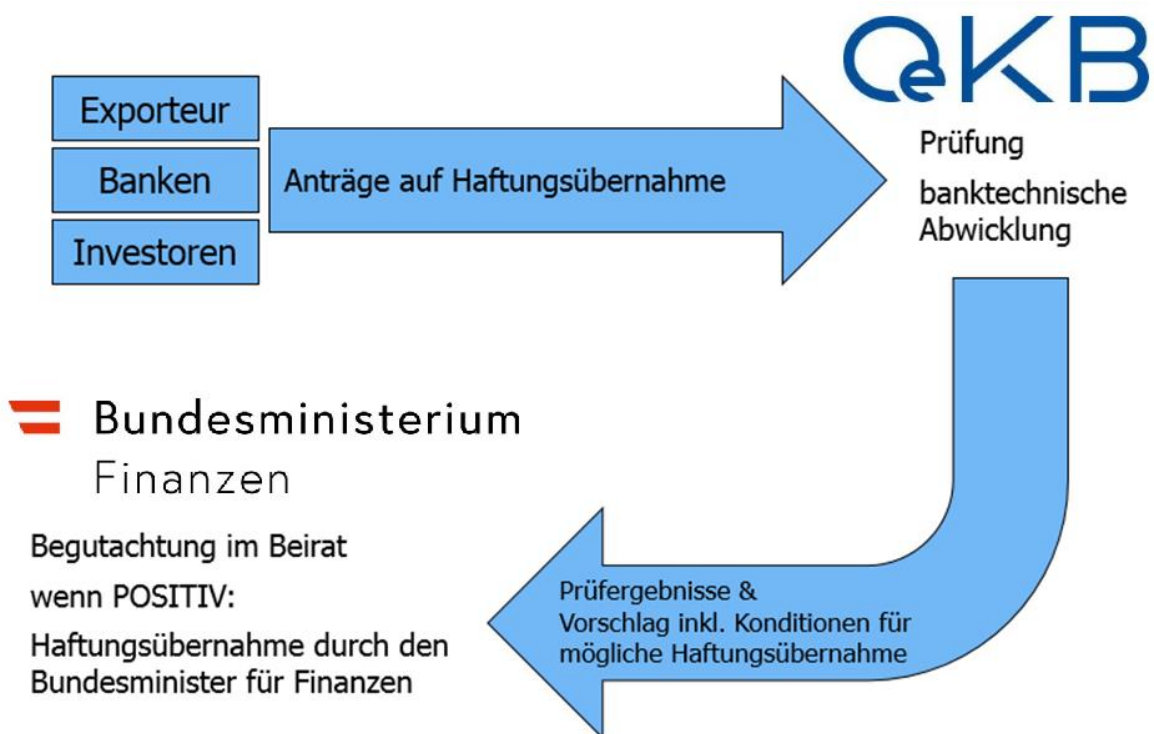 OeKB
Exporteur
Banken
Investoren
Anträge auf Haftungsübernahme
Prüfung
banktechnische
Abwicklung
Bundesministerium
Finanzen
Begutachtung im Beirat
wenn POSITIV:
Haftungsübernahme durch den
Bundesminister für Finanzen
Prüfergebnisse &
Vorschlag inkl. Konditionen für
mögliche Haftungsübernahme